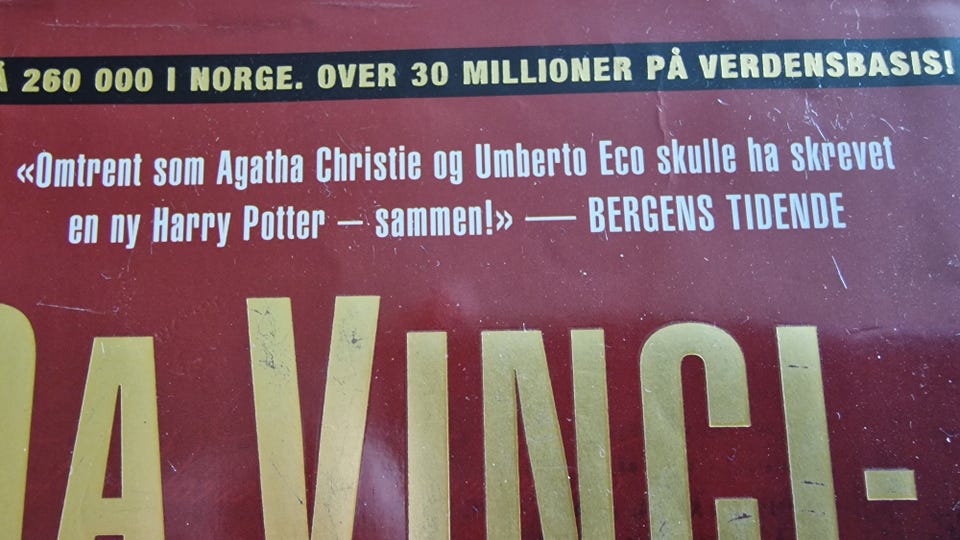 260 000 I NORGE. OVER 30 MILLIONER PÅ VERDENSBASIS!
«Omtrent som Agatha Christie og Umberto Eco skulle ha skrevet
en ny Harry Potter – sammen!» — BERGENS TIDENDE
DA VINCI-